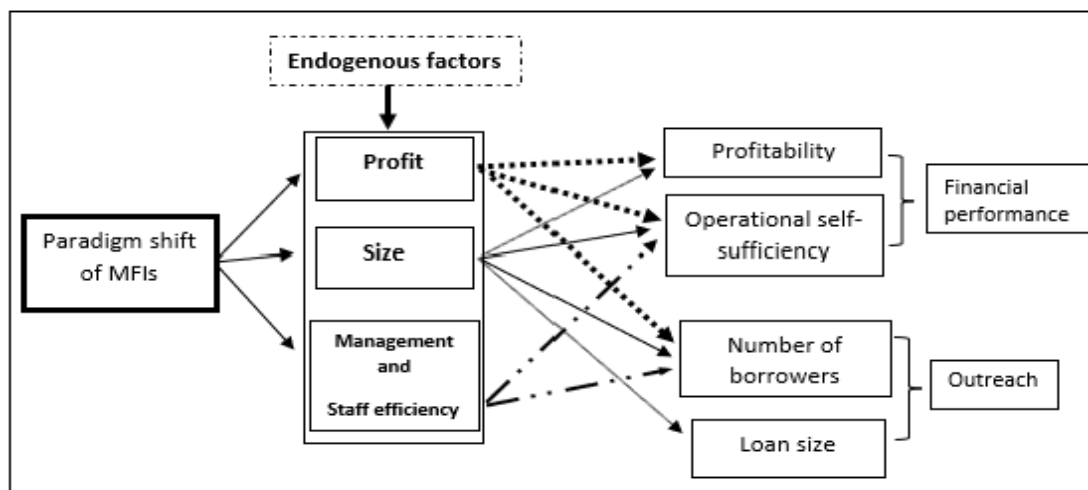 Endogenous factors
Paradigm shift
of MFIs
Profit
Size
Management
and
Staff efficiency
Profitability
Operational self-
sufficiency
Number of
borrowers
Loan size
Financial
performance
Outreach